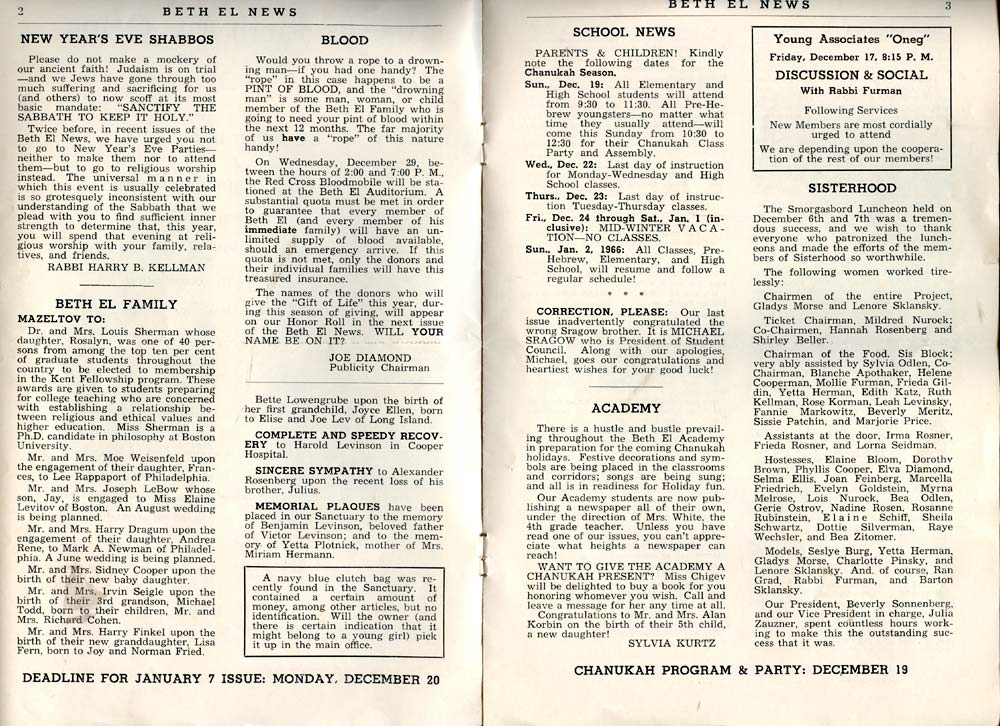 2
BETH EL NEWS
NEW YEAR'S EVE SHABBOS
Please do not make a mockery of
our ancient faith! Judaism is on trial
—and we Jews have gone through too
much suffering and sacrificing for us
(and others) to now scoff at its most
basic mandate: "SANCTIFY THE
SABBATH TO KEEP IT HOLY."
Twice before, in recent issues of the
Beth El News, we have urged you not
to go to New Year's Eve Parties—
neither to make them nor to attend
them—but to go to religious worship
instead. The universal manner in
which this event is usually celebrated
is so grotesquely inconsistent with our
understanding of the Sabbath that we
plead with you to find sufficient inner
strength to determine that, this year,
you will spend that evening at reli-
gious worship with your family, rela-
tives, and friends.
RABBI HARRY B. KELLMAN
BETH EL FAMILY
MAZELTOV TO:
Dr. and Mrs. Louis Sherman whose
daughter, Rosalyn, was one of 40 per-
sons from among the top ten per cent
of graduate students throughout the
country to be elected to membership
in the Kent Fellowship program. These
awards are given to students preparing
for college teaching who are concerned
with establishing a relationship be-
tween religious and ethical values and
higher education. Miss Sherman is a
Ph.D. candidate in philosophy at Boston
University.
Mr. and Mrs. Moe Weisenfeld upon
the engagement of their daughter, Fran-
ces, to Lee Rappaport of Philadelphia.
Mr. and Mrs. Joseph LeBow whose
son, Jay, is engaged to Miss Elaine
Levitov of Boston. An August wedding
is being planned.
Mr. and Mrs. Harry Dragum upon the
engagement of their daughter, Andrea
Rene, to Mark A. Newman of Philadel-
phia. A June wedding is being planned.
Mr. and Mrs. Sidney Cooper upon the
birth of their new baby daughter.
Mr. and Mrs. Irvin Seigle upon the
birth of their 3rd grandson, Michael
Todd, born to their children, Mr. and
Mrs. Richard Cohen.
Mr. and Mrs. Harry Finkel upon the
birth of their new granddaughter, Lisa
Fern, born to Joy and Norman Fried.
BLOOD
Would you throw a rope to a drown-
ing man—if you had one handy? The
"rope" in this case happens to be a
PINT OF BLOOD, and the "drowning
man" is some man, woman, or child
member of the Beth El Family who is
going to need your pint of blood within
the next 12 months. The far majority
of us have a "rope" of this nature
handy!
On Wednesday, December 29, be-
tween the hours of 2:00 and 7:00 P. M.,
the Red Cross Bloodmobile will be sta-
tioned at the Beth El Auditorium. A
substantial quota must be met in order
to guarantee that every member of
Beth El (and every member of his
immediate family) will have an un-
limited supply of blood available,
should an emergency arrive. If this
quota is not met, only the donors and
their individual families will have this
treasured insurance.
The names of the donors who will
give the "Gift of Life" this year, dur-
ing this season of giving, will appear
on our Honor Roll in the next issue
of the Beth El News. WILL YOUR
NAME BE ON IT?
JOE DIAMOND
Publicity Chairman
Bette Lowengrube upon the birth of
her first grandchild, Joyce Ellen, born
to Elise and Joe Lev of Long Island.
COMPLETE AND SPEEDY RECOV-
ERY to Harold Levinson in Cooper
Hospital.
SINCERE SYMPATHY to Alexander
Rosenberg upon the recent loss of his
brother, Julius.
MEMORIAL PLAQUES have been
placed in our Sanctuary to the memory
of Benjamin Levinson, beloved father
of Victor Levinson; and to the mem-
ory of Yetta Plotnick, mother of Mrs.
Miriam Hermann.
A navy blue clutch bag was re-
cently found in the Sanctuary. It
contained a certain amount of
money, among other articles, but no
identification. Will the owner (and
there is certain indication that it
might belong to a young girl) pick
it up in the main office.
DEADLINE FOR JANUARY 7 ISSUE: MONDAY, DECEMBER 20
BETH EL NEWS
3
SCHOOL NEWS
PARENTS & CHILDREN! Kindly
note the following dates for the
Chanukah Season.
Sun., Dec. 19: All Elementary and
High School students will attend
from 9:30 to 11:30. All Pre-He-
brew youngsters—no matter what
time they usually attend—will
come this Sunday from 10:30 to
12:30 for their Chanukah Class
Party and Assembly.
Wed., Dec. 22: Last day of instruction
for Monday-Wednesday and High
School classes.
Thurs., Dec. 23: Last day of instruc-
tion Tuesday-Thursday classes.
Fri., Dec. 24 through Sat., Jan, 1 (in-
clusive): MID-WINTER VACA-
TION—NO CLASSES.
Sun., Jan. 2, 1966: All Classes, Pre-
Hebrew, Elementary, and High
School, will resume and follow a
regular schedule!
* * *
CORRECTION, PLEASE: Our last
issue inadvertently congratulated the
wrong Sragow brother. It is MICHAEL
SRAGOW who is President of Student
Council. Along with our apologies,
Michael, goes our congratulations and
heartiest wishes for your good luck!
ACADEMY
There is a hustle and bustle prevail-
ing throughout the Beth El Academy
in preparation for the coming Chanukah
holidays. Festive decorations and sym-
bols are being placed in the classrooms
and corridors; songs are being sung;
and all is in readiness for Holiday fun.
Our Academy students are now pub-
lishing a newspaper all of their own,
under the direction of Mrs. White, the
4th grade teacher. Unless you have
read one of our issues, you can't appre-
ciate what heights a newspaper can
reach!
WANT TO GIVE THE ACADEMY A
CHANUKAH PRESENT? Miss Chigev
will be delighted to buy a book for you
honoring whomever you wish. Call and
leave a message for her any time at all.
Congratulations to Mr. and Mrs. Alan
Korbin on the birth of their 5th child,
a new daughter!
SYLVIA KURTZ
Young Associates "Oneg"
Friday, December 17, 8:15 P. M.
DISCUSSION & SOCIAL
With Rabbi Furman
Following Services
New Members are most cordially
urged to attend
We are depending upon the coopera-
tion of the rest of our members!
SISTERHOOD
The Smorgasbord Luncheon held on
December 6th and 7th was a tremen-
dous success, and we wish to thank
everyone who patronized the lunch-
eons and made the efforts of the mem-
bers of Sisterhood so worthwhile.
The following women worked tire-
lessly:
Chairmen of the entire Project,
Gladys Morse and Lenore Sklansky.
Ticket Chairman, Mildred Nurock;
Co-Chairmen, Hannah Rosenberg and
Shirley Beller.
Chairman of the Food. Sis Block;
very ably assisted by Sylvia Odlen, Co-
Chairman, Blanche Apothaker, Helene
Cooperman, Mollie Furman, Frieda Gil-
din, Yetta Herman, Edith Katz, Ruth
Kellman, Rose Korman, Leah Levinsky,
Fannie Markowitz, Beverly Meritz,
Sissie Patchin, and Marjorie Price.
Assistants at the door, Irma Rosner,
Frieda Rosner, and Lorna Seidman.
Hostesses, Elaine Bloom, Dorothy
Brown, Phyllis Cooper, Elva Diamond,
Selma Ellis, Joan Feinberg, Marcella
Friedrich, Evelyn Goldstein, Myrna
Melrose, Lois Nurock, Bea Odlen,
Gerie Ostrov, Nadine Rosen, Rosanne
Rubinstein, Elaine Schiff, Sheila
Schwartz, Dottie Silverman, Raye
Wechsler, and Bea Zitomer.
Models, Seslye Burg, Yetta Herman,
Gladys Morse, Charlotte Pinsky, and
Lenore Sklansky. And. of course, Ran
Grad, Rabbi Furman, and Barton
Sklansky.
Our President, Beverly Sonnenberg,
and our Vice President in charge, Julia
Zauzner, spent countless hours work-
ing to make this the outstanding suc-
cess that it was.
CHANUKAH PROGRAM & PARTY: DECEMBER 19